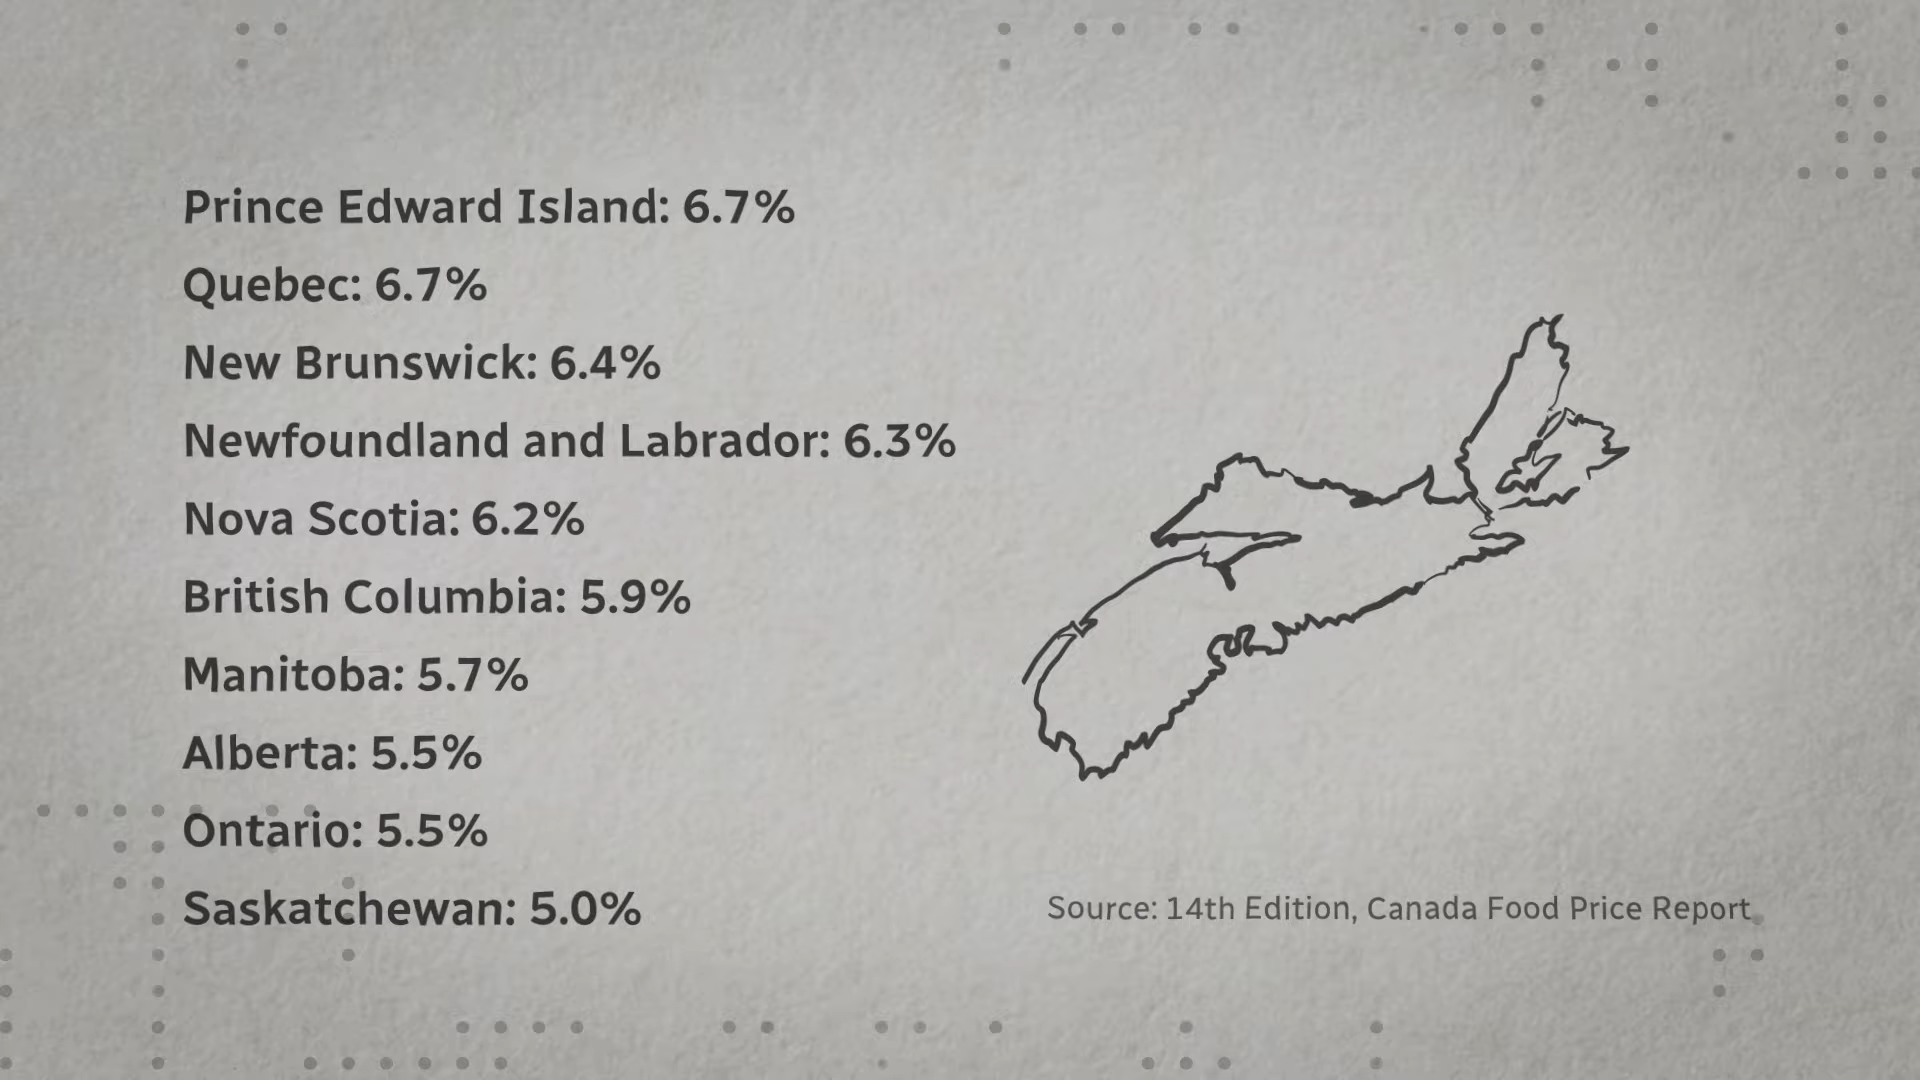 Prince Edward Island: 6.7%
Quebec: 6.7%
New Brunswick: 6.4%
Newfoundland and Labrador: 6.3%
Nova Scotia: 6.2%
British Columbia: 5.9%
Manitoba: 5.7%
Alberta: 5.5%
Ontario: 5.5%
Saskatchewan: 5.0%
Source: 14th Edition, Canada Food Price Report